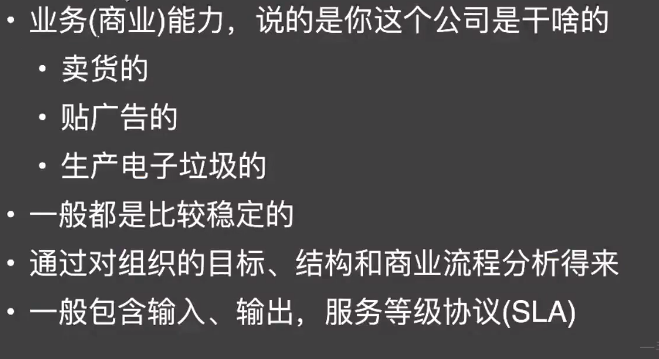 • 业务(商业)能力，说的是你这个公司是干啥的
• 卖货的
• 贴广告的
• 生产电子垃圾的
• 一般都是比较稳定的
• 通过对组织的目标、结构和商业流程分析得来
• 一般包含输入、输出，服务等级协议(SLA)